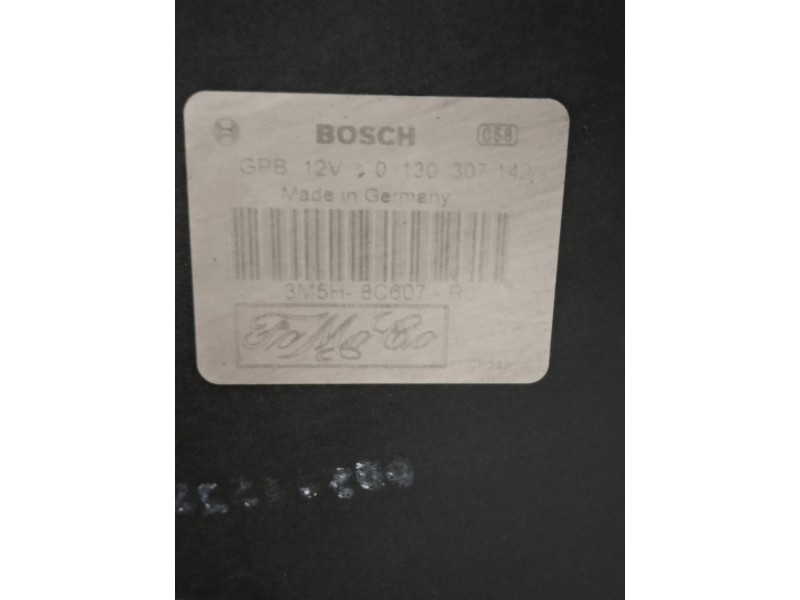 BOSCH 058
GPB 12V 0 130 307 142
Made in Germany
3M5H- 8C607 - R
FoMoCo